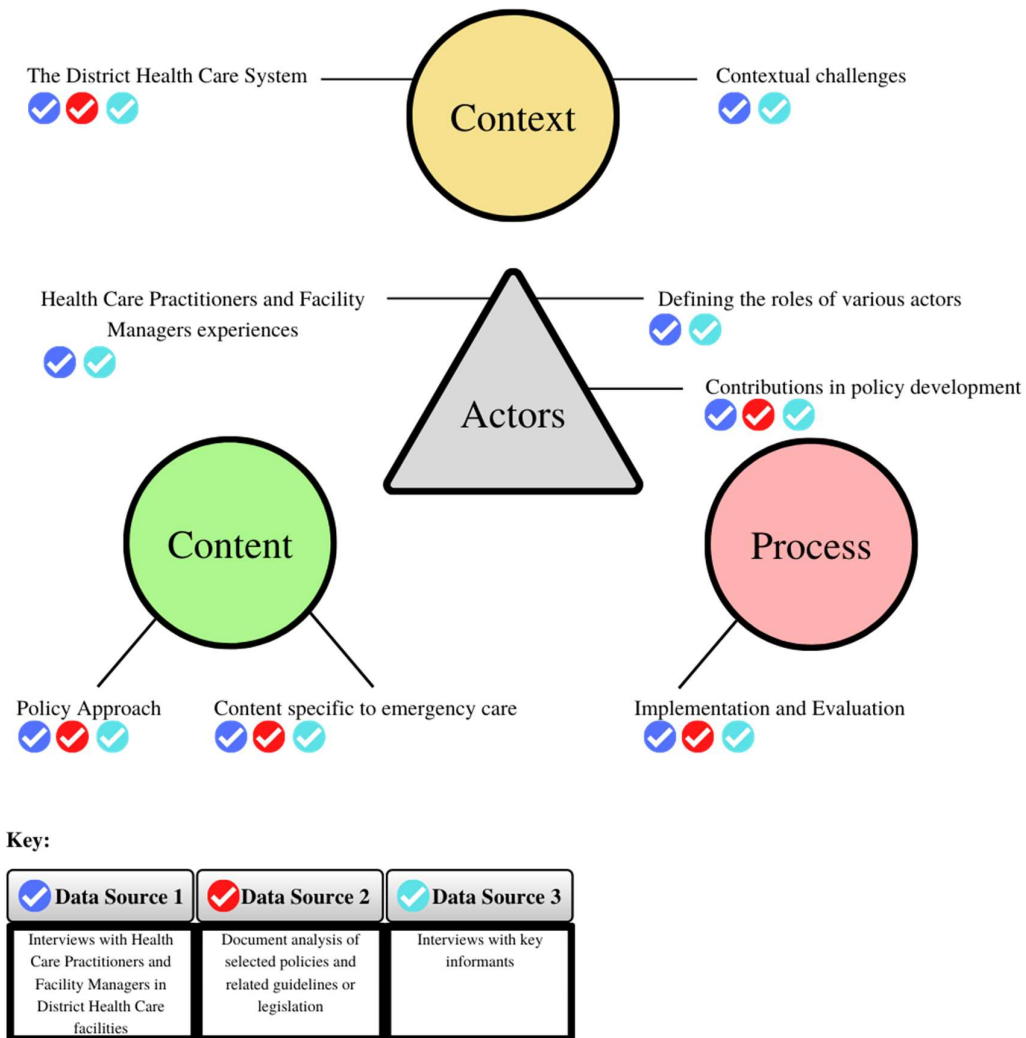 The District Health Care System
Contextual challenges
Context
Health Care Practitioners and Facility
Managers experiences
Defining the roles of various actors
Contributions in policy development
Actors
Content
Process
Policy Approach
Content specific to emergency care
Implementation and Evaluation
Key:
Data Source 1
Data Source 2
Data Source 3
Interviews with Health
Care Practitioners and
Facility Managers in
District Health Care
facilities
Document analysis of
selected policies and
related guidelines or
legislation
Interviews with key
informants